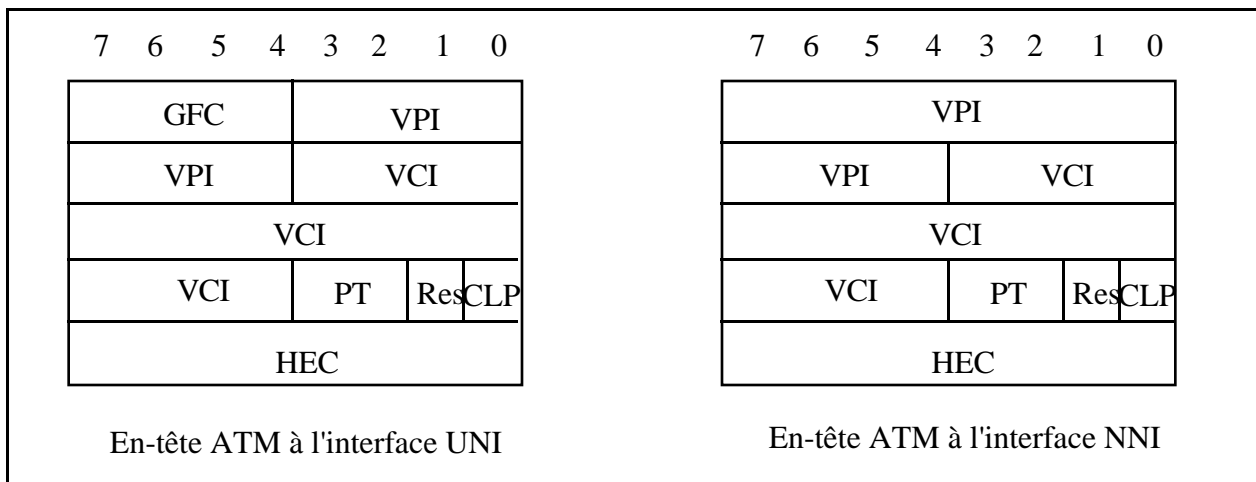 7 6 5 4 3 2 1 0
GFC VPI
VPI VCI
VCI
VCI PT Res CLP
HEC
En-tête ATM à l'interface UNI
7 6 5 4 3 2 1 0
VPI
VPI VCI
VCI
VCI PT Res CLP
HEC
En-tête ATM à l'interface NNI